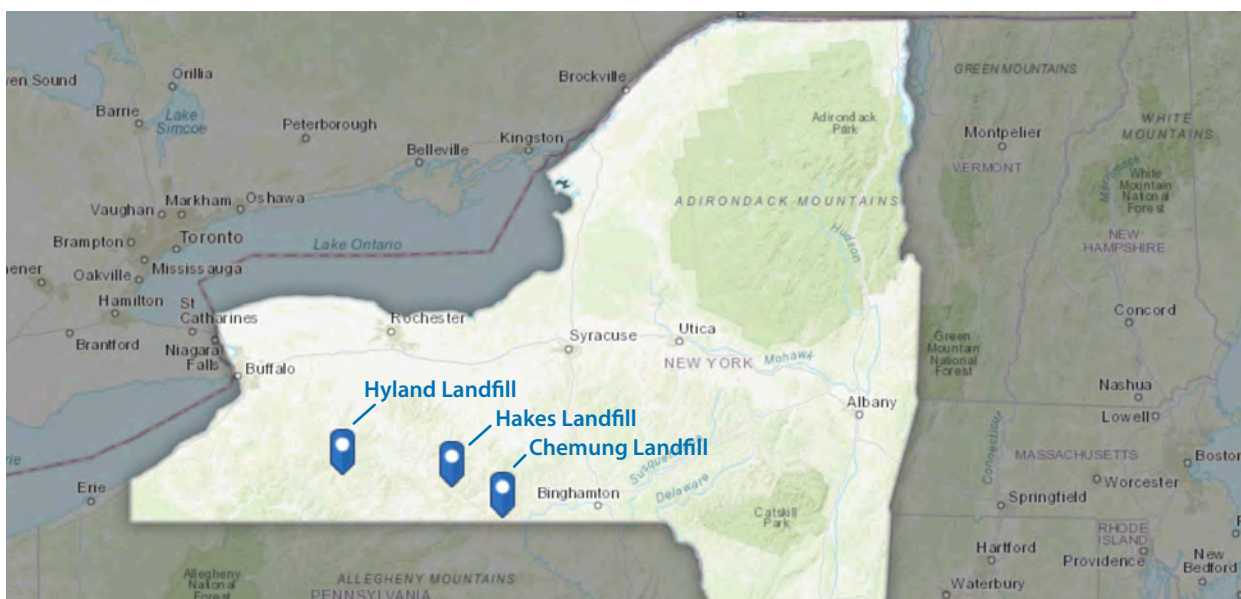 Orillia
wen Sound
Barrie
Lake
Simcoe
Peterborough
Belleville
Kingston
Brockville
Adirondack
Park
ADIRONDACK MOUNTAINS
Hudson
GREEN MOUNTAINS
Montpelier
VERMONT
WHITE
MOUNTAINS
White
Mountain
National
Forest
Merrimack
NEW
HAMPSHIRE
Markham
Oshawa
Vaughan
Brampton
Toronto
Lake Ontario
Mississauga
Oakville
ener
Hamilton
St
Catharines
Brantford
Niagara
Falls
Buffalo
Rochester
Syracuse
Utica
NEW YORK
Mohawk
Albany
Green
Mountain
National
Forest
Concord
Nashua
Lowell
Hyland Landfill
Hakes Landfill
Chemung Landfill
Binghamton
Delaware
Catskill
Park
Connecticut
MASSACHUSETTS
Boston
Worcester
Springfield
RHODE
ISLAND
Providence
Hartford
Waterbury
New
Bedford
rie
Erie
Allegheny
National
Forest
ALLEGHENY MOUNTAINS
PENNSYLVANIA